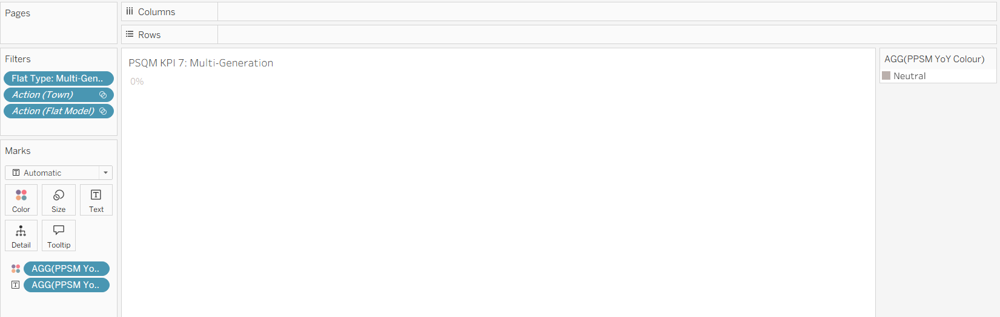 Pages
Columns
Rows
Filters
Flat Type: Multi-Gen..
Action (Town)
Action (Flat Model)
Marks
Automatic
Color
Size
Text
Detail
Tooltip
AGG(PPSM Yo..
AGG(PPSM Yo..
PSQM KPI 7: Multi-Generation
0%
AGG(PPSM YoY Colour)
Neutral